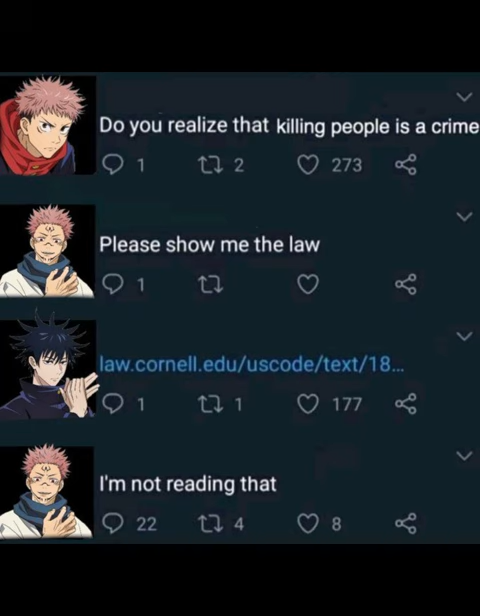 Do you realize that killing people is a crime
1 2 273
Please show me the law
1
law.cornell.edu/uscode/text/18...
1 1 177
I'm not reading that
22 4 8